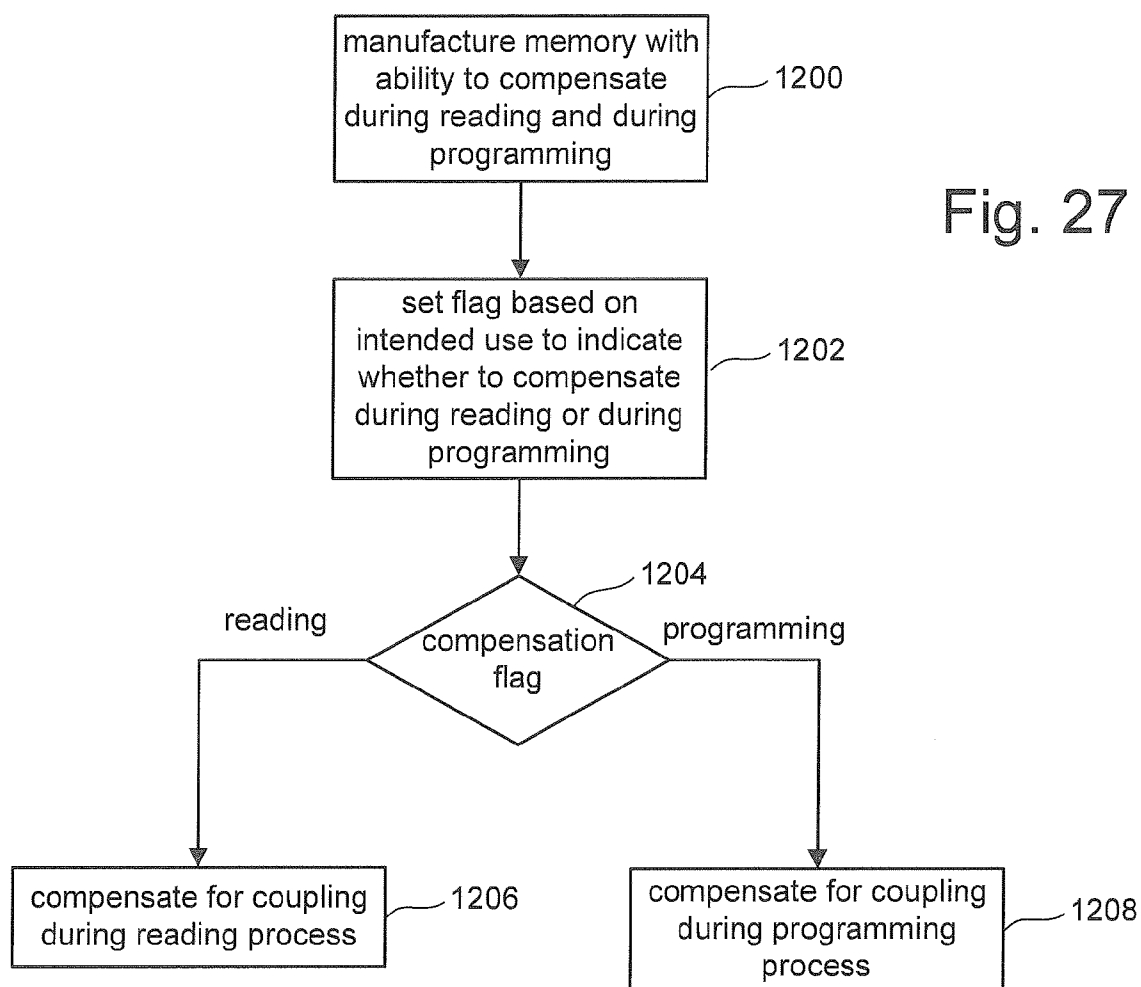 manufacture memory with
ability to compensate
during reading and during
programming
1200
Fig. 27
set flag based on
intended use to indicate
whether to compensate
during reading or during
programming
1202
1204
reading
compensation
flag
programming
compensate for coupling
during reading process
1206
compensate for coupling
during programming
process
1208